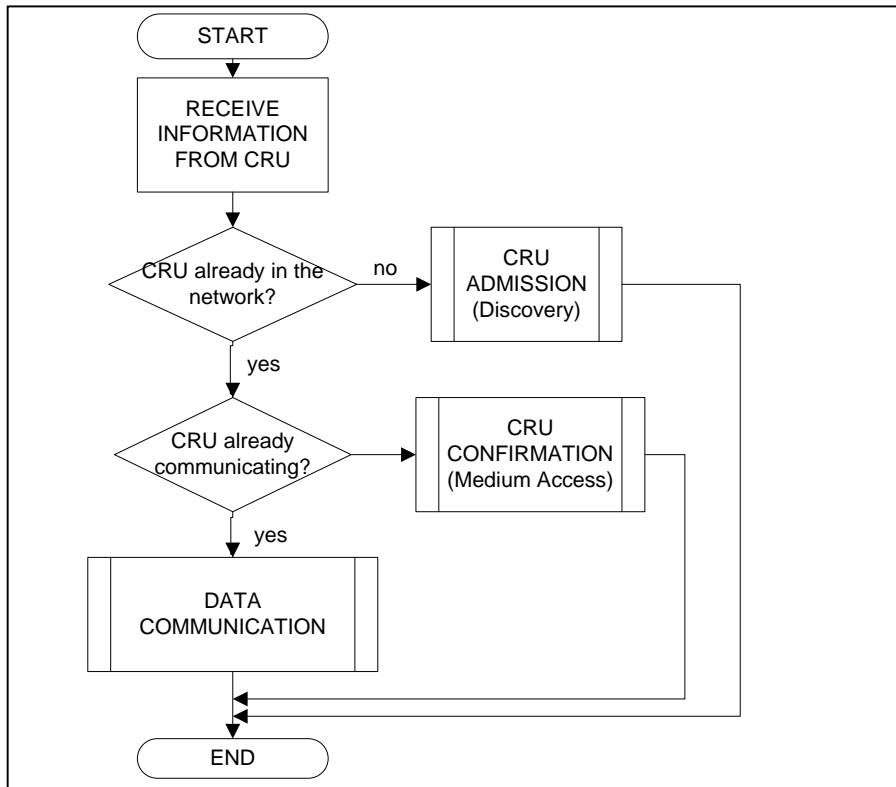 START
RECEIVE
INFORMATION
FROM CRU
CRU already in the
network?
no
CRU
ADMISSION
(Discovery)
yes
CRU already
communicating?
CRU
CONFIRMATION
(Medium Access)
yes
DATA
COMMUNICATION
END